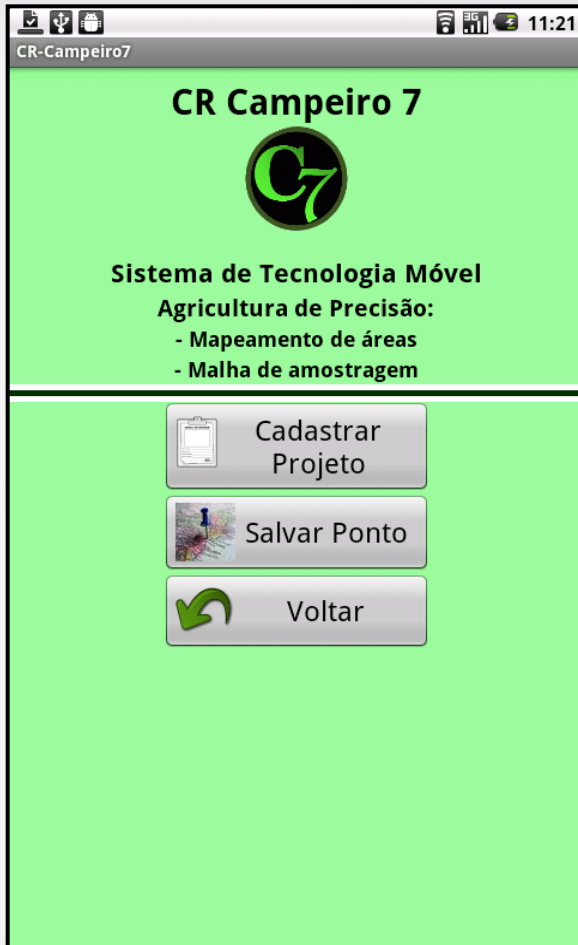 3G 11:21
CR-Campeiro7
CR Campeiro 7
C7
Sistema de Tecnologia Móvel
Agricultura de Precisão:
- Mapeamento de áreas
- Malha de amostragem
Cadastrar
Projeto
Salvar Ponto
Voltar